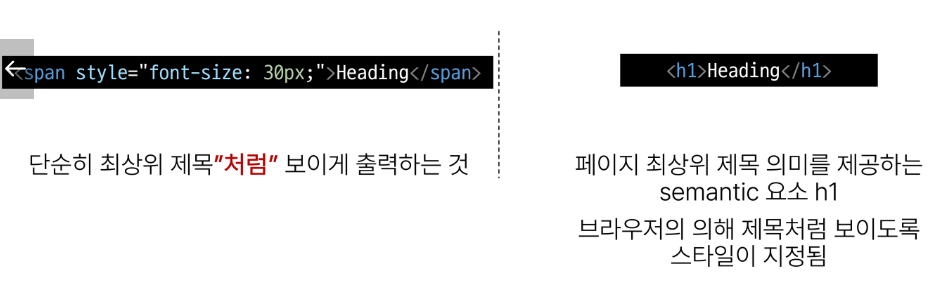 <span style="font-size: 30px;">Heading</span>
단순히 최상위 제목"처럼" 보이게 출력하는 것
<h1>Heading</h1>
페이지 최상위 제목 의미를 제공하는
semantic 요소 h1
브라우저의 의해 제목처럼 보이도록
스타일이 지정됨